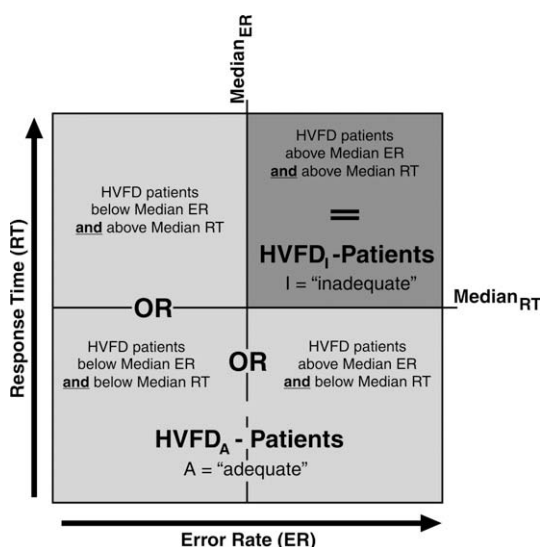 Median_ER
HVFD patients
above Median ER
and above Median RT
=
HVFD_I-Patients
I = “inadequate”
HVFD patients
below Median ER
and above Median RT
Median_RT
OR
HVFD patients
below Median ER
and below Median RT
OR
HVFD patients
above Median ER
and below Median RT
HVFD_A - Patients
A = “adequate”
Response Time (RT)
Error Rate (ER)